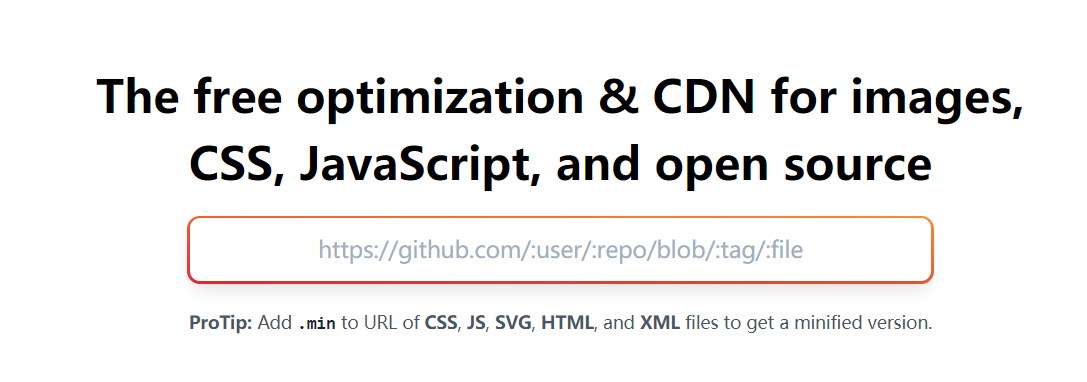 The free optimization & CDN for images,
CSS, JavaScript, and open source
https://github.com/:user/:repo/blob/:tag/:file
ProTip: Add .min to URL of CSS, JS, SVG, HTML, and XML files to get a minified version.